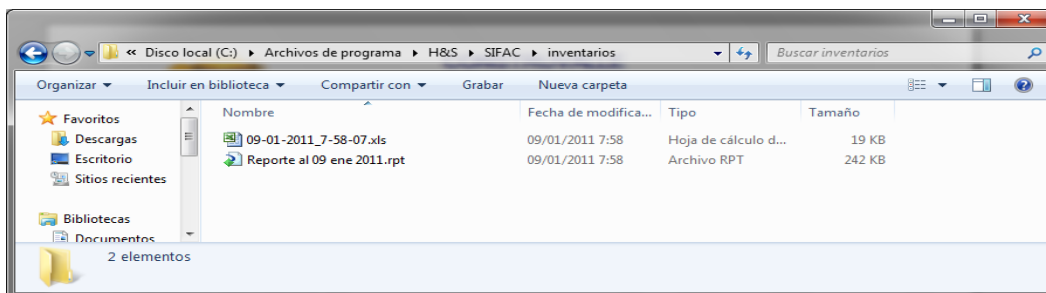 « Disco local (C:) ▸ Archivos de programa ▸ H&S ▸ SIFAC ▸ inventarios Buscar inventarios
Organizar Incluir en biblioteca Compartir con Grabar Nueva carpeta
Favoritos
Descargas
Escritorio
Sitios recientes
Bibliotecas
Documentos
Nombre Fecha de modifica... Tipo Tamaño
09-01-2011_7-58-07.xls 09/01/2011 7:58 Hoja de cálculo d... 19 KB
Reporte al 09 ene 2011.rpt 09/01/2011 7:58 Archivo RPT 242 KB
2 elementos